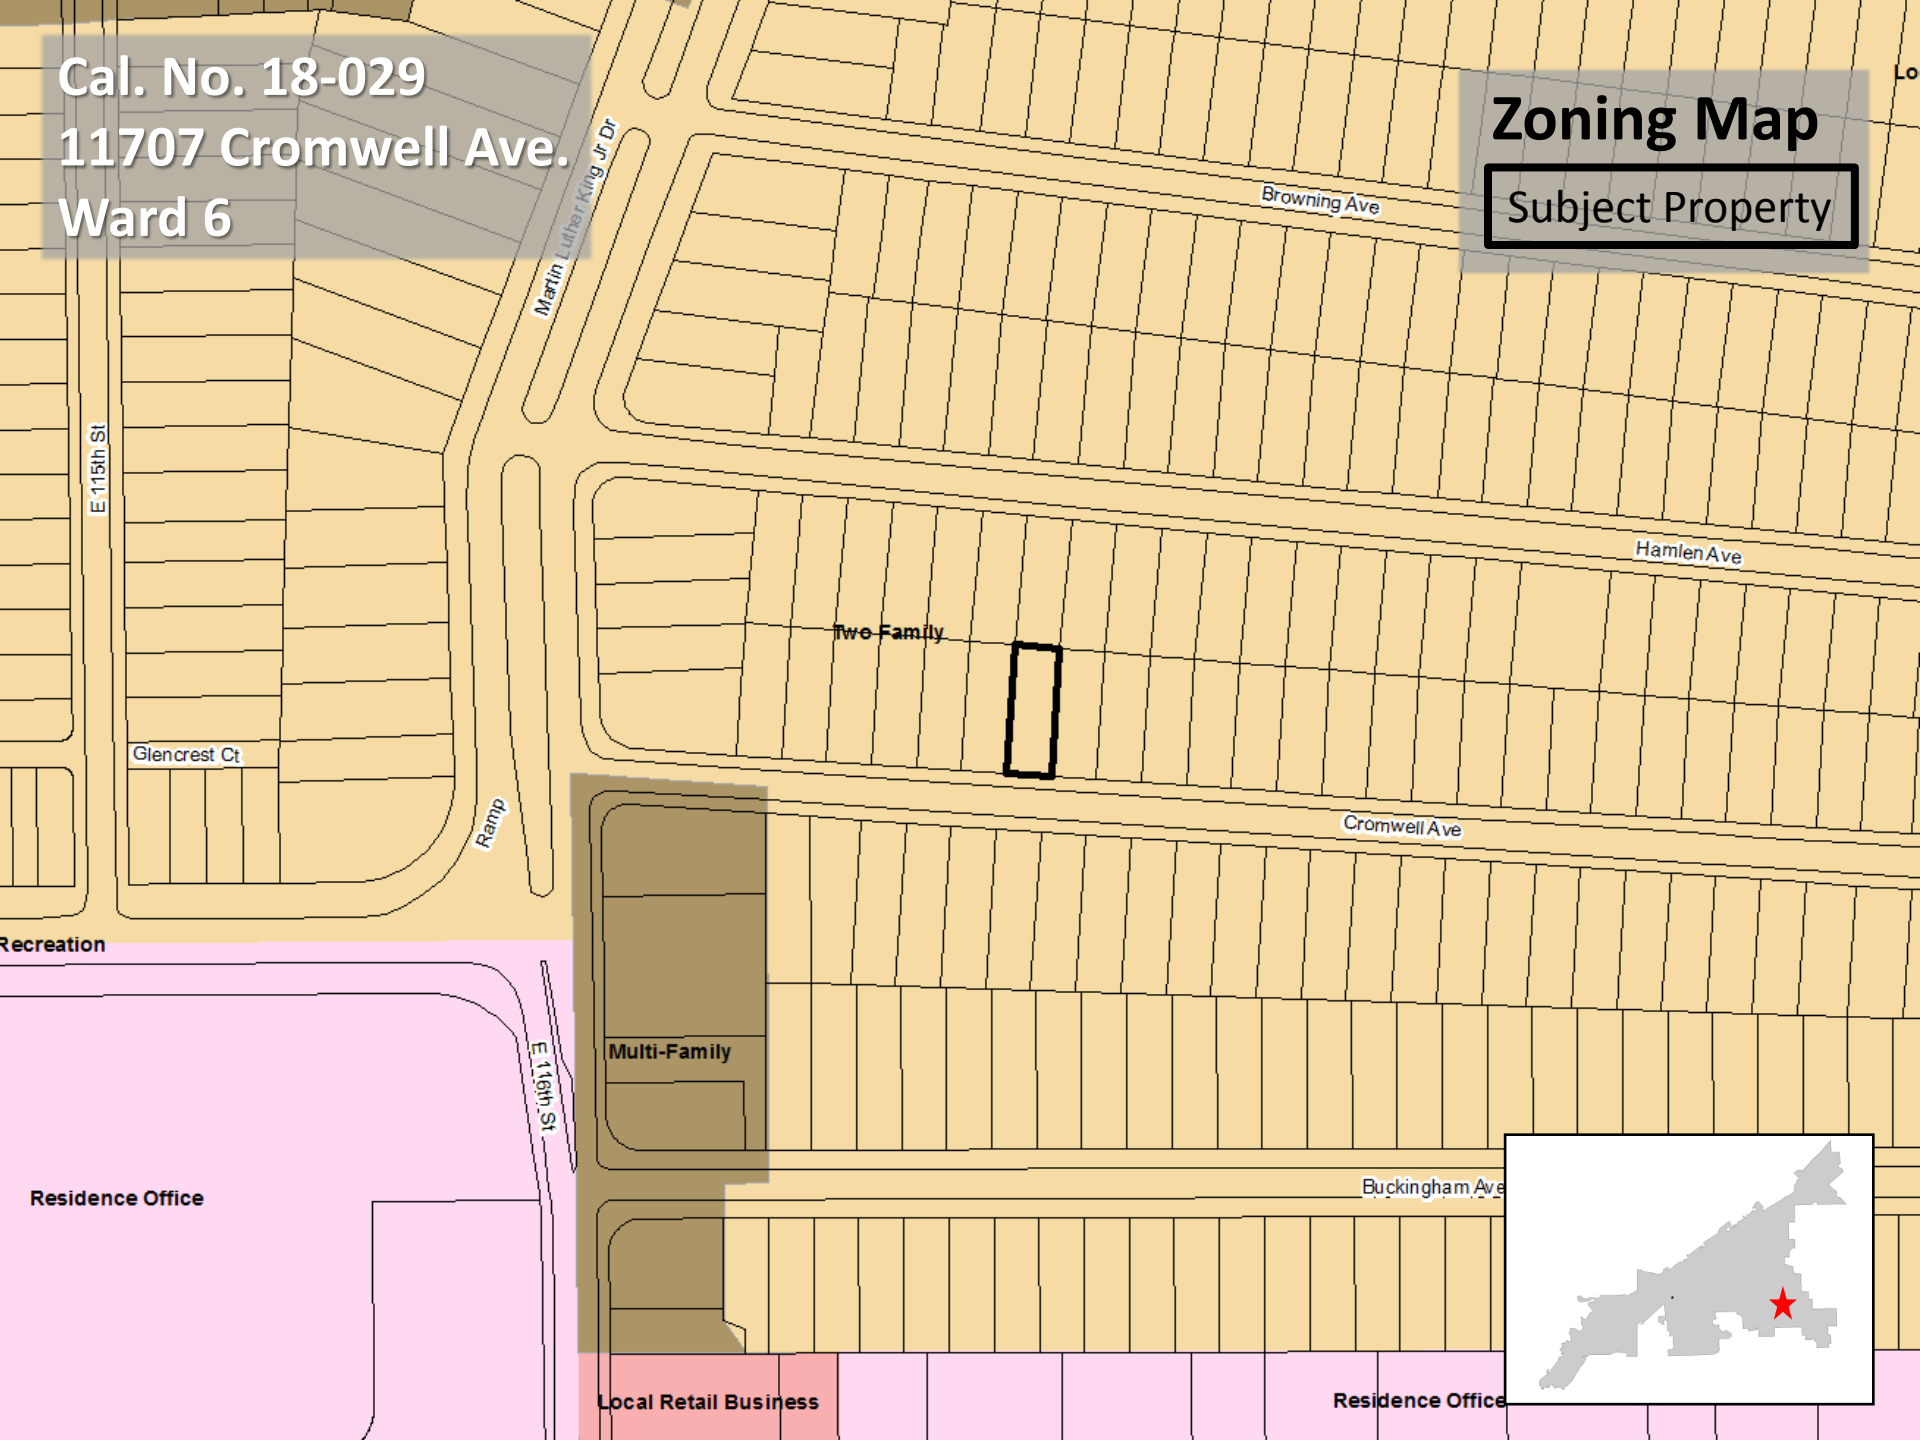 Cal. No. 18-029
11707 Cromwell Ave.
Ward 6
Zoning Map
Subject Property
Lo
Martin Luther King Jr Dr
Browning Ave
E 115th St
Hamlen Ave
Two Family
Glencrest Ct
Ramp
Cromwell Ave
Recreation
E 116th St
Multi-Family
Residence Office
Buckingham Ave
Local Retail Business
Residence Office